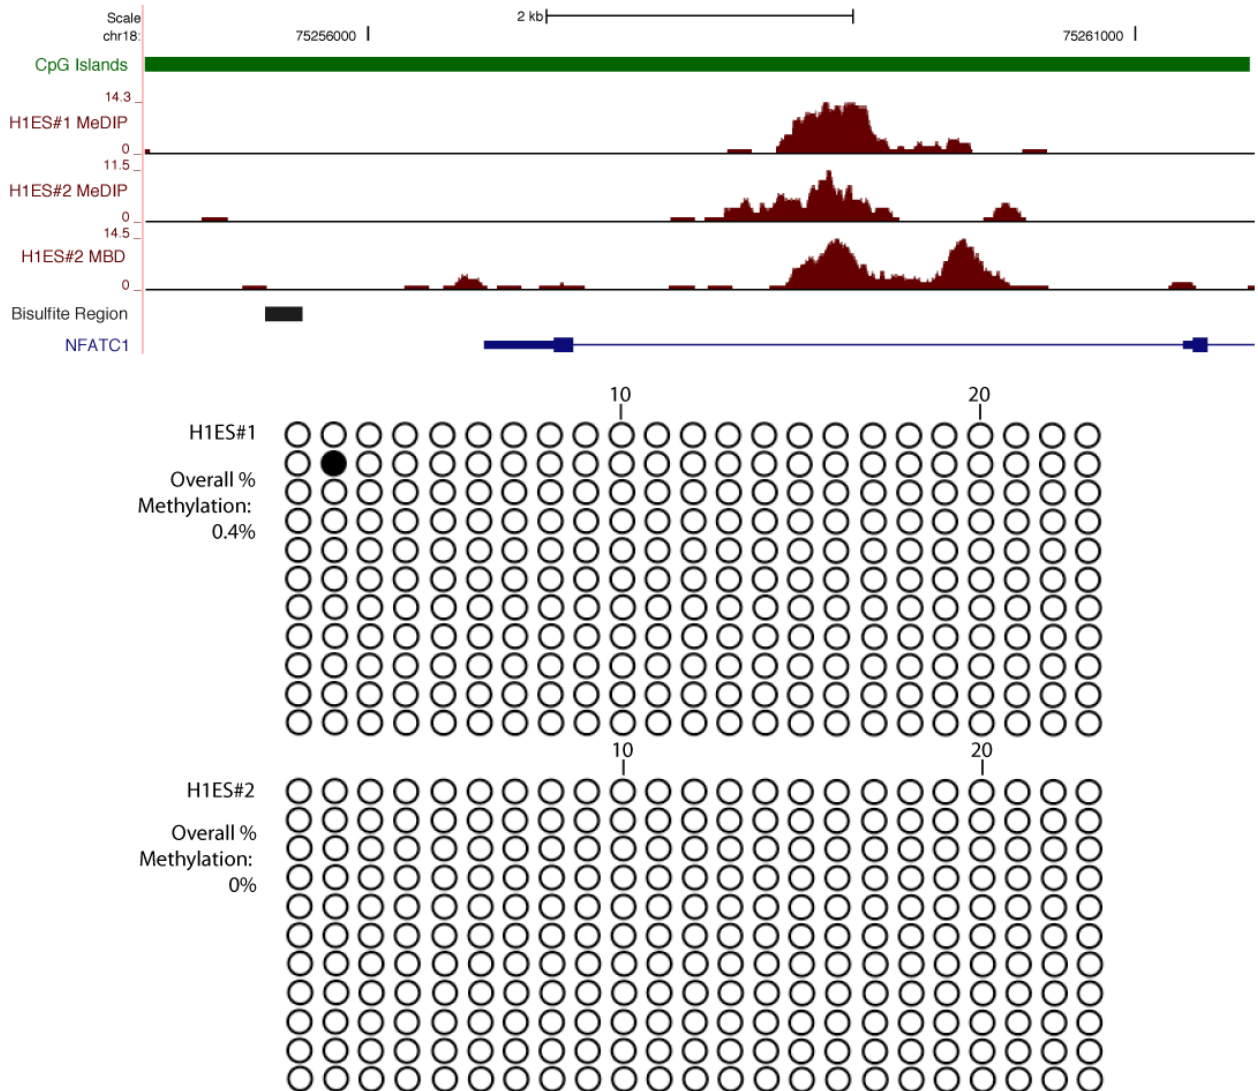 Scale
2 kb
chr18:
75256000
75261000
CpG Islands
14.3
H1ES#1 MeDIP
0
11.5
H1ES#2 MeDIP
0
14.5
H1ES#2 MBD
0
Bisulfite Region
NFATC1
10
20
H1ES#1
Overall %
Methylation:
0.4%
10
20
H1ES#2
Overall %
Methylation:
0%